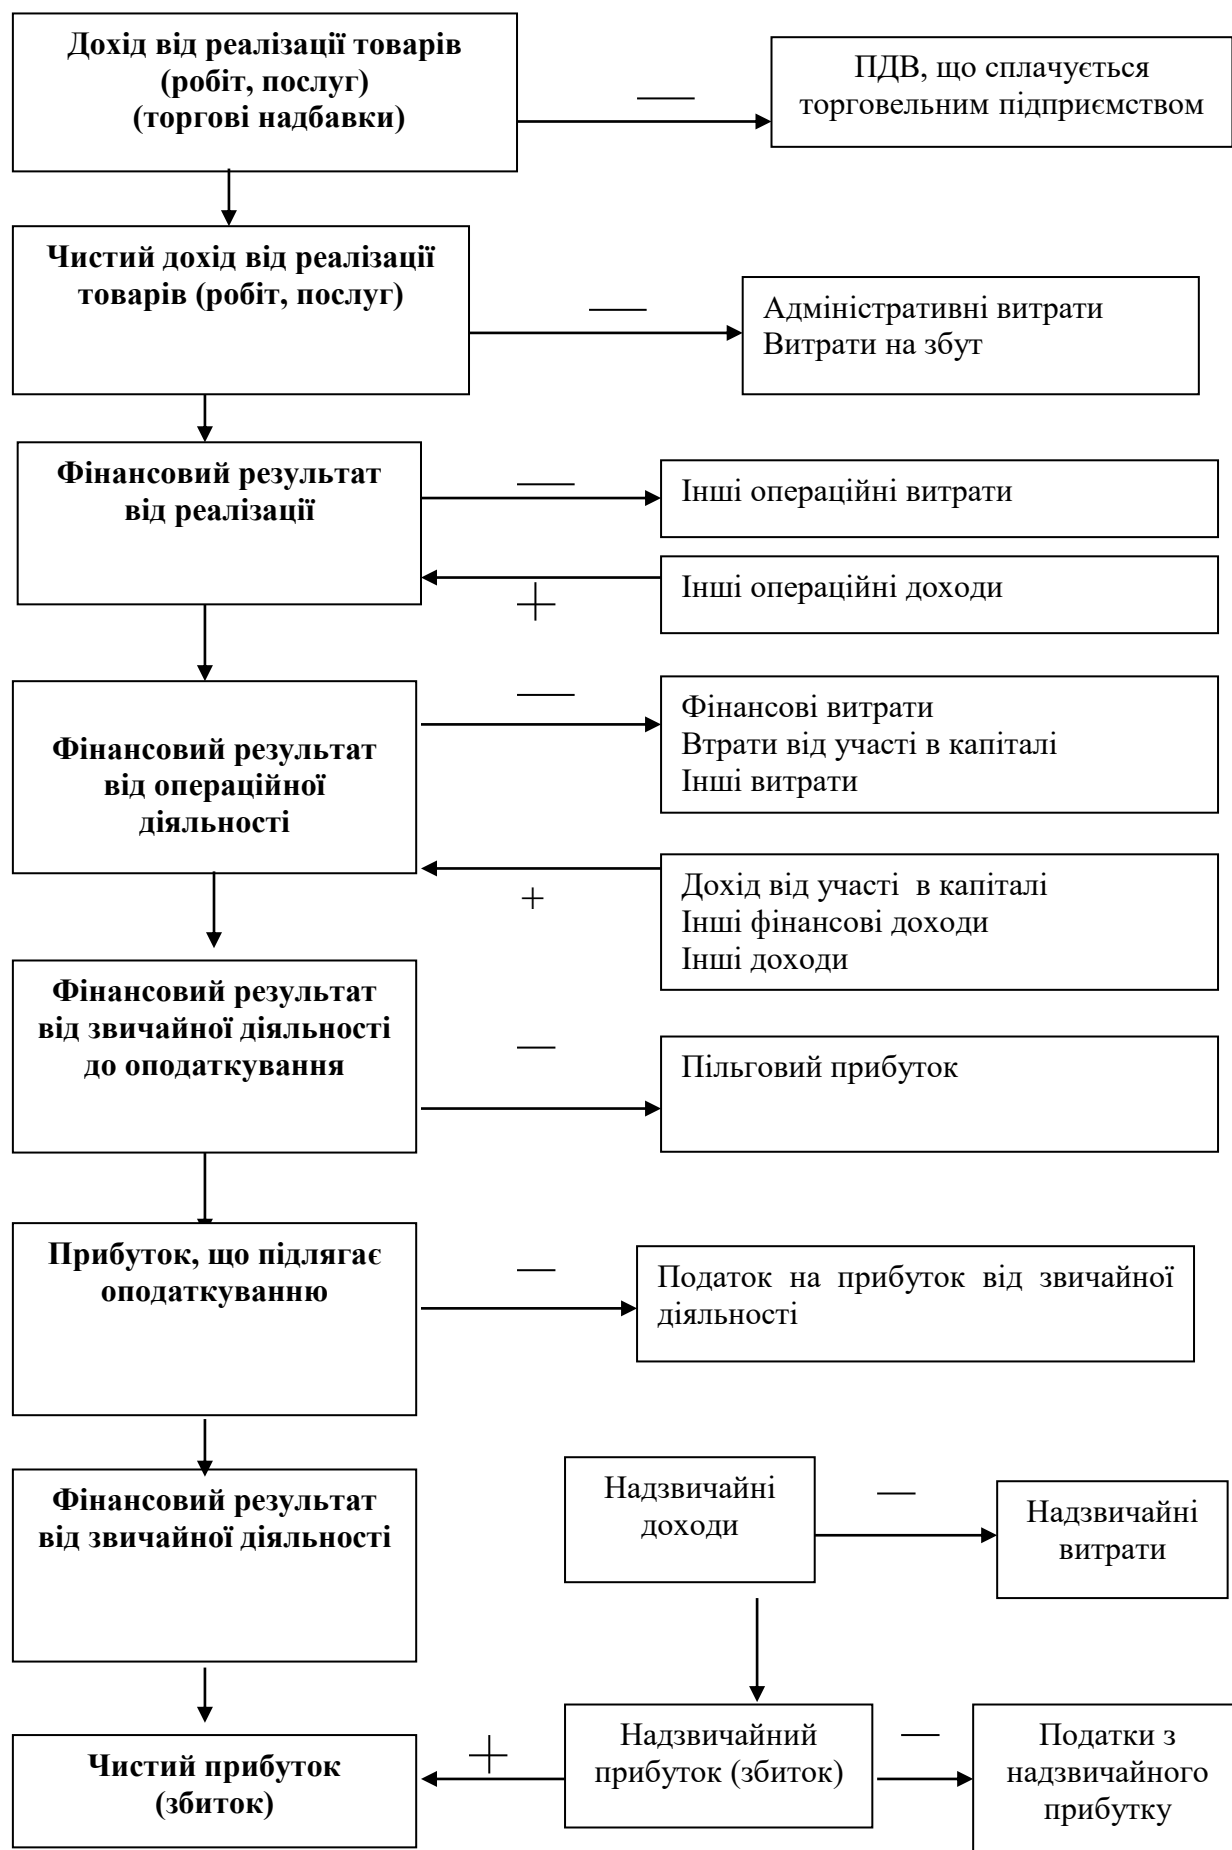 Дохід від реалізації товарів
(робіт, послуг)
(торгові надбавки)
ПДВ, що сплачується
торговельним підприємством
Чистий дохід від реалізації
товарів (робіт, послуг)
Адміністративні витрати
Витрати на збут
Фінансовий результат
від реалізації
Інші операційні витрати
Інші операційні доходи
Фінансовий результат
від операційної
діяльності
Фінансові витрати
Втрати від участі в капіталі
Інші витрати
Дохід від участі в капіталі
Інші фінансові доходи
Інші доходи
Фінансовий результат
від звичайної діяльності
до оподаткування
Пільговий прибуток
Прибуток, що підлягає
оподаткуванню
Податок на прибуток від звичайної
діяльності
Фінансовий результат
від звичайної діяльності
Надзвичайні
доходи
Надзвичайні
витрати
Чистий прибуток
(збиток)
Надзвичайний
прибуток (збиток)
Податки з
надзвичайного
прибутку